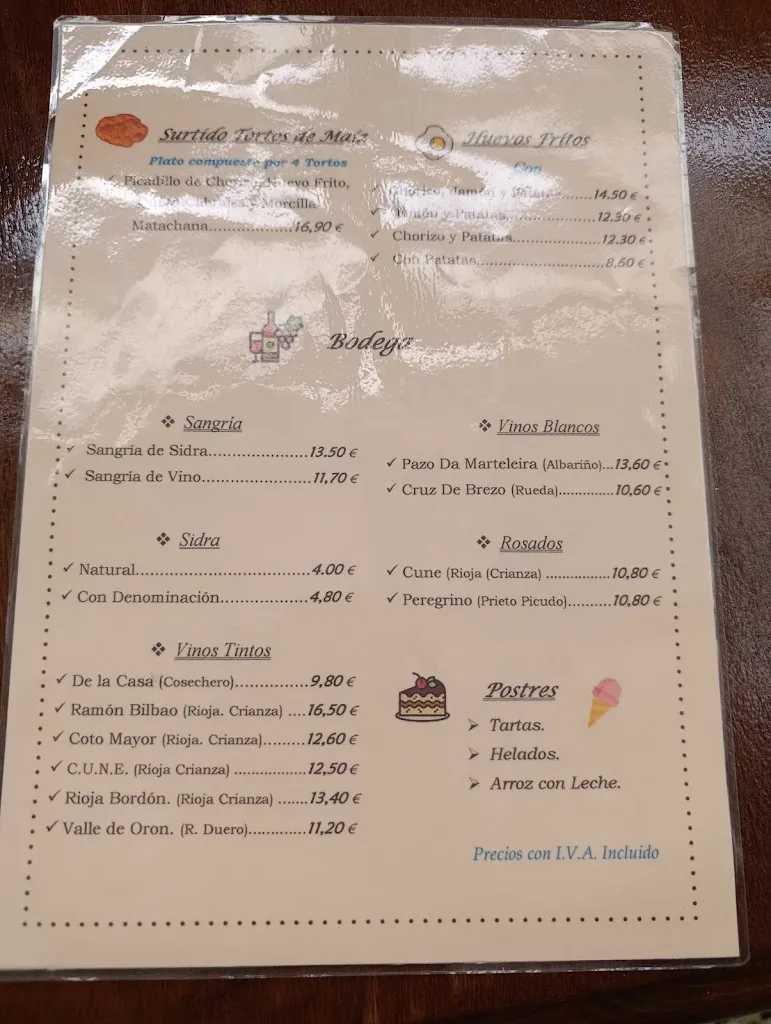 Surtido Tortos de Maíz
Plato compuesto por 4 Tortos
✓ Picadillo de Huevo Frito,
y Morcilla
Matachana..................16,90 €
Huevos Fritos
Con
✓ Chorizo, Jamón y Patatas.......14.50 €
✓ Jamón y Patatas.................12.30 €
✓ Chorizo y Patatas.................12.30 €
✓ Con Patatas.........................8,60 €
Bodega
❖ Sangría
✓ Sangría de Sidra.....................13.50 €
✓ Sangría de Vino.......................11,70 €
❖ Sidra
✓ Natural....................................4.00 €
✓ Con Denominación..................4,80 €
❖ Vinos Tintos
✓ De la Casa (Cosechero)...............9,80 €
✓ Ramón Bilbao (Rioja. Crianza) ....16,50 €
✓ Coto Mayor (Rioja. Crianza).........12,60 €
✓ C.U.N.E. (Rioja Crianza) ...............12,50 €
✓ Rioja Bordón. (Rioja Crianza) .......13,40 €
✓ Valle de Oron. (R. Duero).............11,20 €
❖ Vinos Blancos
✓ Pazo Da Marteleira (Albariño)...13,60 €
✓ Cruz De Brezo (Rueda).............10,60 €
❖ Rosados
✓ Cune (Rioja (Crianza) ...............10,80 €
✓ Peregrino (Prieto Picudo)..........10,80 €
Postres
➢ Tartas.
➢ Helados.
➢ Arroz con Leche.
Precios con I.V.A. Incluido